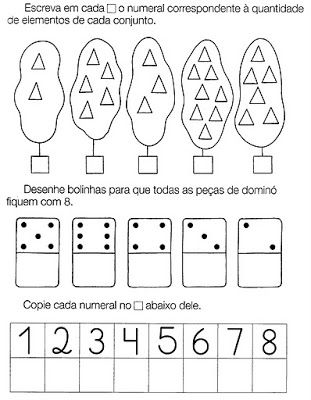 Escreva em cada □ o numeral correspondente à quantidade
de elementos de cada conjunto.
Desenhe bolinhas para que todas as peças de dominó
fiquem com 8.
Copie cada numeral no □ abaixo dele.
1 2 3 4 5 6 7 8